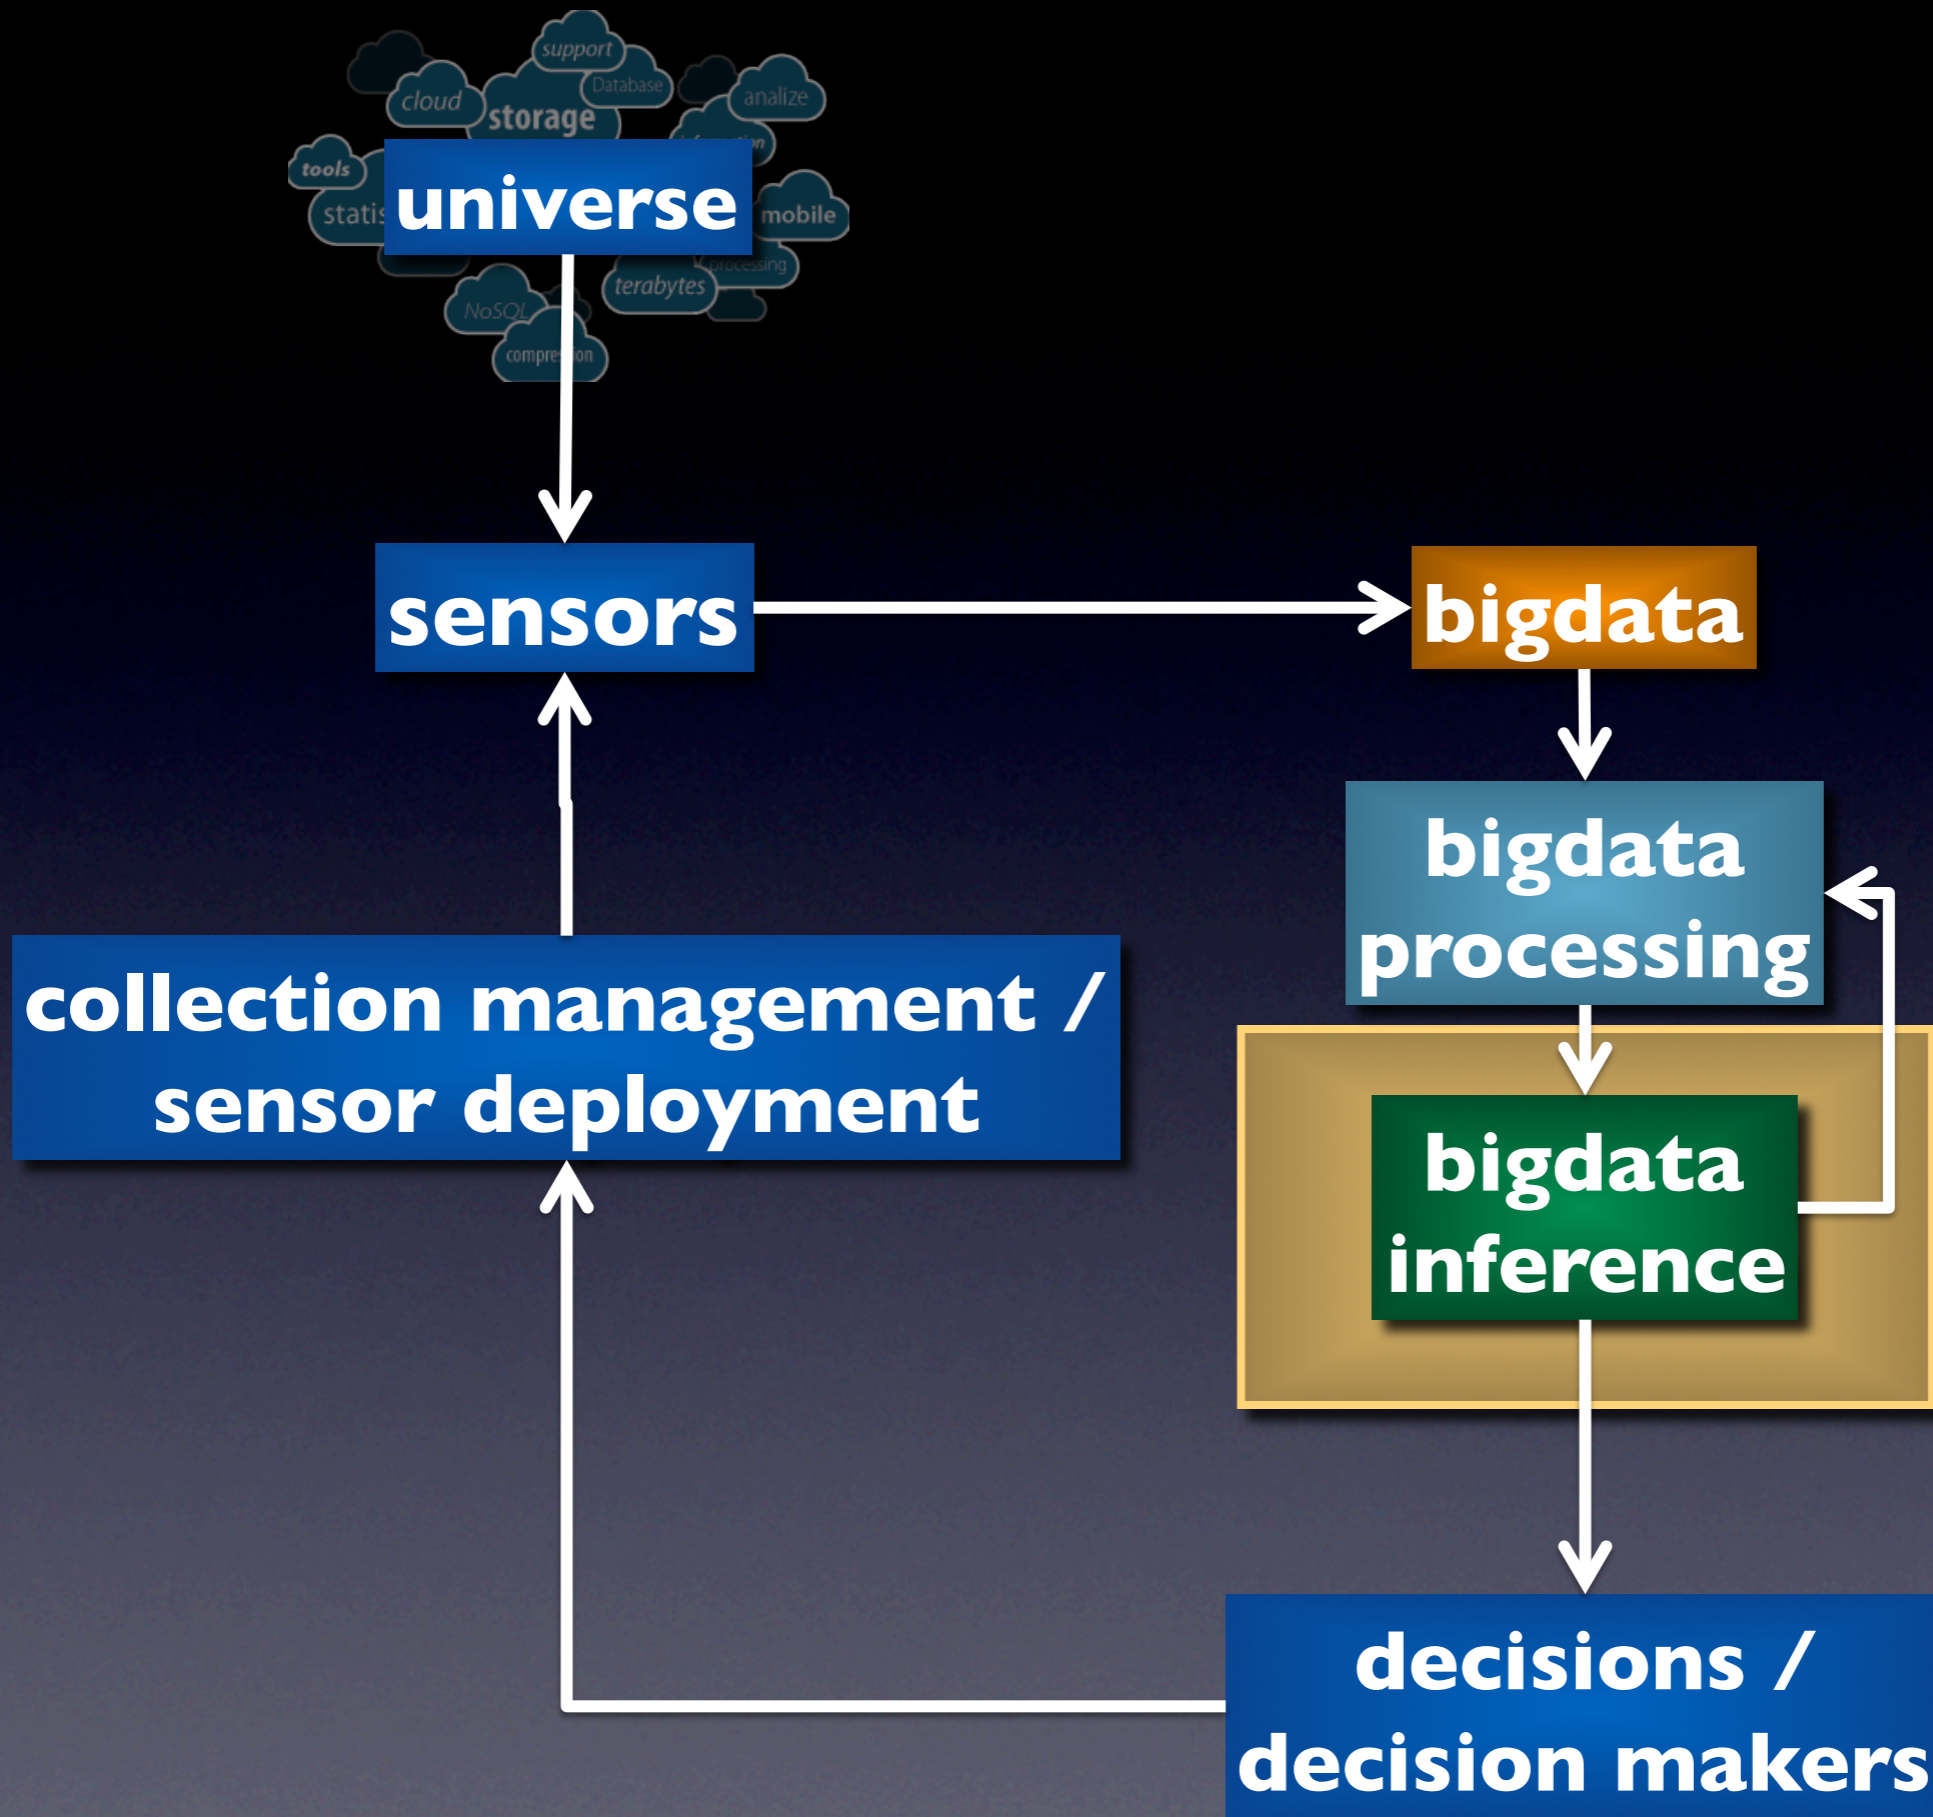 support
cloud
Database
storage
analize
tools
universe
mobile
processing
terabytes
NoSQL
sensors
bigdata
bigdata
processing
collection management /
sensor deployment
bigdata
inference
decisions /
decision makers